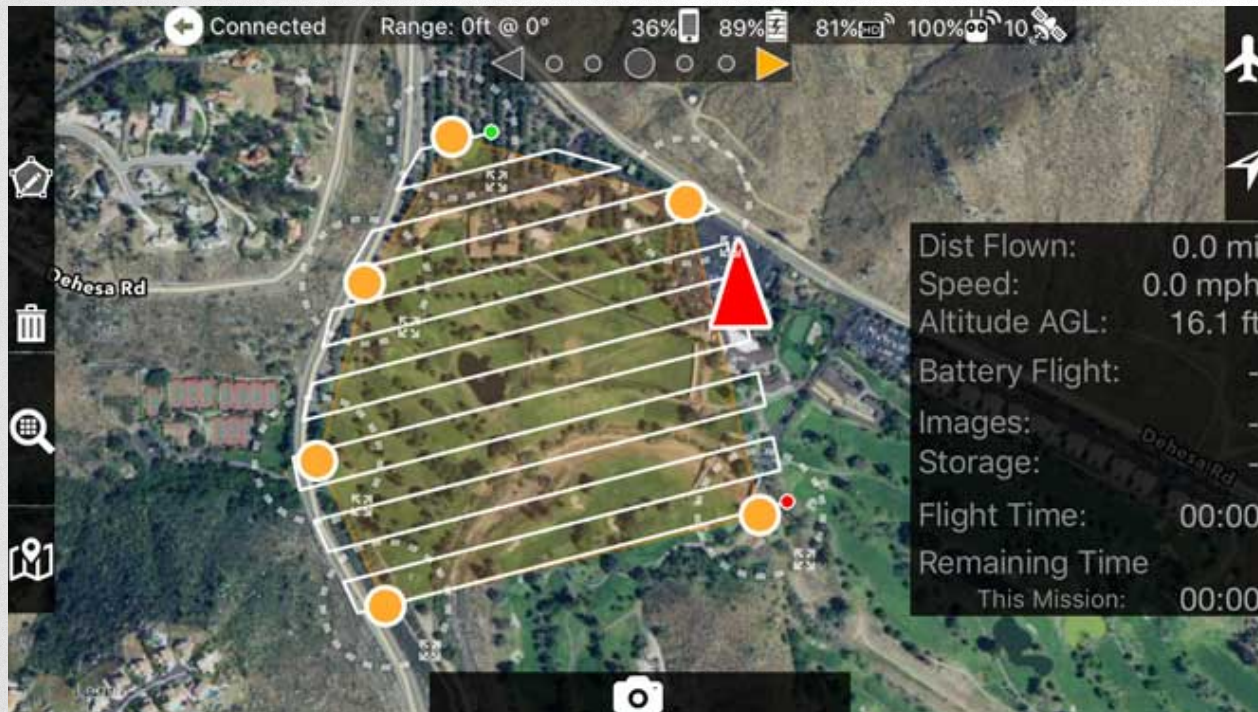 Connected Range: 0ft @ 0° 36% 89% 81% HD 100% 10
Dehesa Rd
Dist Flown: 0.0 mi
Speed: 0.0 mph
Altitude AGL: 16.1 ft
Battery Flight: -
Images: -
Storage: -
Dehesa Rd
Flight Time: 00:00
Remaining Time
This Mission: 00:00
Legal